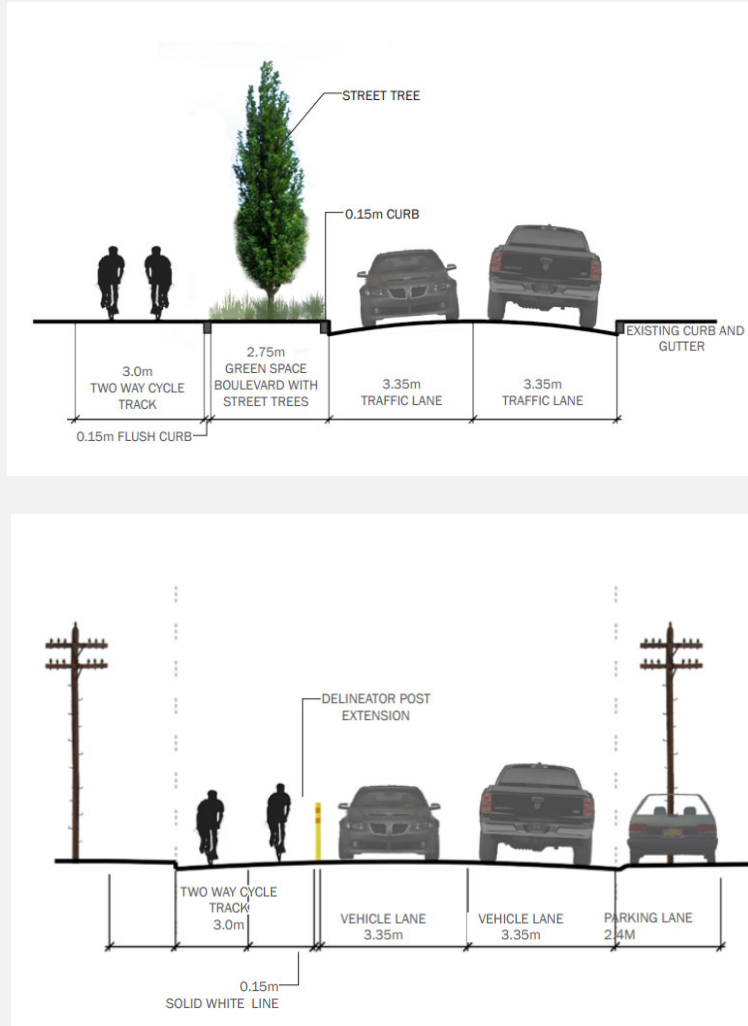 STREET TREE
0.15m CURB
EXISTING CURB AND
GUTTER
3.0m
TWO WAY CYCLE
TRACK
2.75m
GREEN SPACE
BOULEVARD WITH
STREET TREES
3.35m
TRAFFIC LANE
3.35m
TRAFFIC LANE
0.15m FLUSH CURB
DELINEATOR POST
EXTENSION
TWO WAY CYCLE
TRACK
3.0m
VEHICLE LANE
3.35m
VEHICLE LANE
3.35m
PARKING LANE
2.4M
0.15m
SOLID WHITE LINE